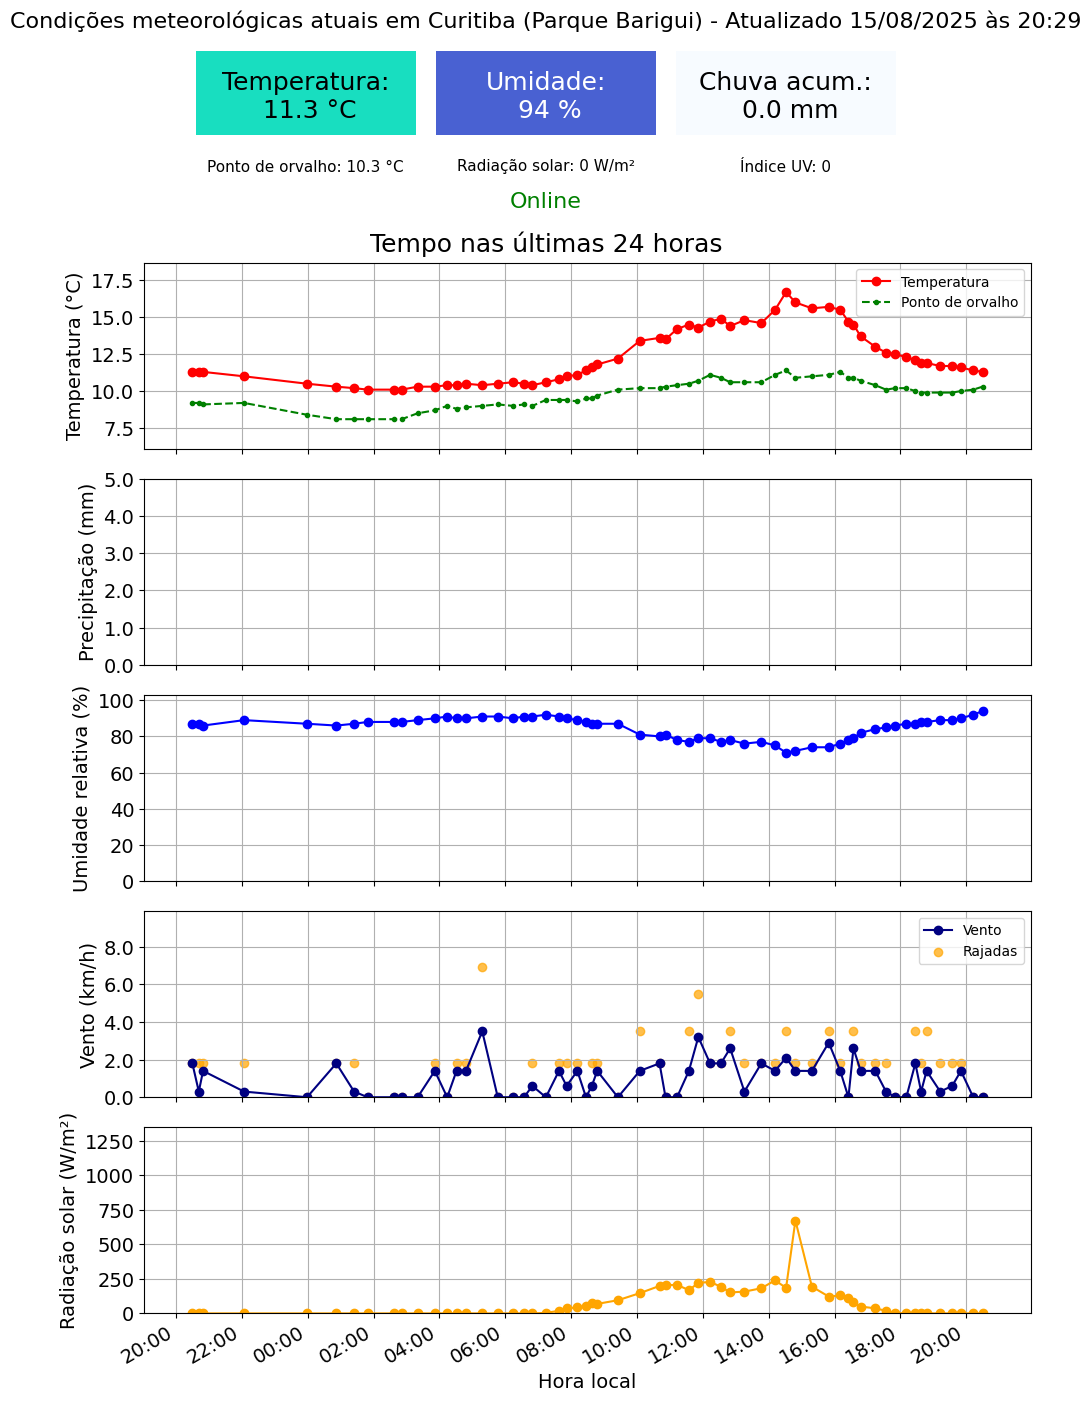 Condições meteorológicas atuais em Curitiba (Parque Barigui) - Atualizado 15/08/2025 às 20:29
Temperatura:
11.3 °C
Umidade:
94 %
Chuva acum.:
0.0 mm
Ponto de orvalho: 10.3 °C
Radiação solar: 0 W/m²
Índice UV: 0
Online
Tempo nas últimas 24 horas
Temperatura (°C)
17.5
15.0
12.5
10.0
7.5
Temperatura
Ponto de orvalho
Precipitação (mm)
5.0
4.0
3.0
2.0
1.0
0.0
Umidade relativa (%)
100
80
60
40
20
0
Vento (km/h)
8.0
6.0
4.0
2.0
0.0
Vento
Rajadas
Radiação solar (W/m²)
1250
1000
750
500
250
0
20:00
22:00
00:00
02:00
04:00
06:00
08:00
10:00
12:00
14:00
16:00
18:00
20:00
Hora local